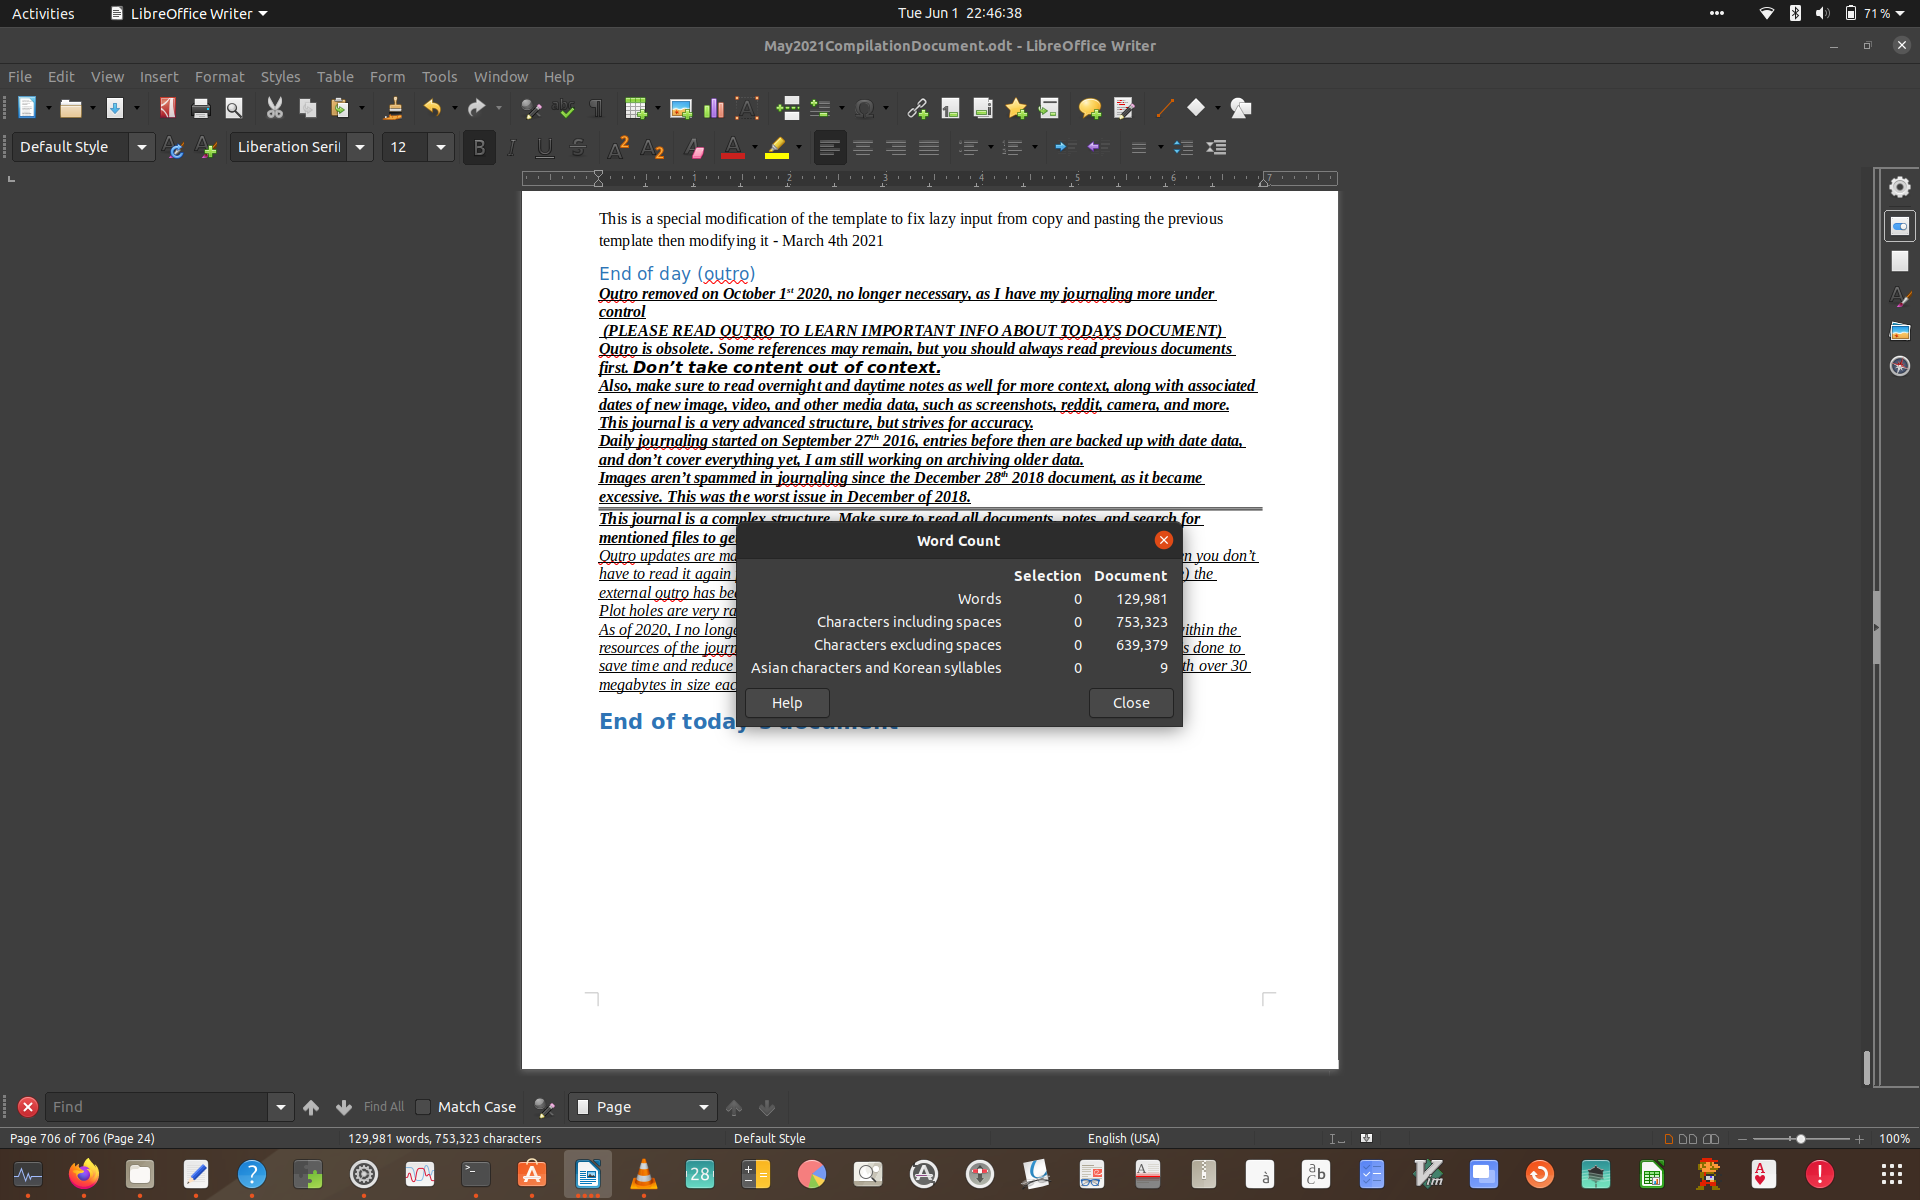 Activities LibreOffice Writer Tue Jun 1 22:46:38 71%
May2021CompilationDocument.odt - LibreOffice Writer
File Edit View Insert Format Styles Table Form Tools Window Help
Default Style Liberation Seri 12
1 2 3 4 5 6 7
This is a special modification of the template to fix lazy input from copy and pasting the previous
template then modifying it - March 4th 2021
End of day (outro)
Outro removed on October 1st 2020, no longer necessary, as I have my journaling more under
control
(PLEASE READ OUTRO TO LEARN IMPORTANT INFO ABOUT TODAYS DOCUMENT)
Outro is obsolete. Some references may remain, but you should always read previous documents
first. Don't take content out of context.
Also, make sure to read overnight and daytime notes as well for more context, along with associated
dates of new image, video, and other media data, such as screenshots, reddit, camera, and more.
This journal is a very advanced structure, but strives for accuracy.
Daily journaling started on September 27th 2016, entries before then are backed up with date data,
and don't cover everything yet, I am still working on archiving older data.
Images aren't spammed in journaling since the December 28th 2018 document, as it became
excessive. This was the worst issue in December of 2018.
This journal is a complex structure. Make sure to read all documents, notes, and search for
mentioned files to ge
Outro updates are ma n you don't
have to read it again ) the
external outro has be
Plot holes are very ra
As of 2020, I no long ithin the
resources of the journ s done to
save time and reduce th over 30
megabytes in size eac
End of today's document
Word Count
Selection Document
Words 0 129,981
Characters including spaces 0 753,323
Characters excluding spaces 0 639,379
Asian characters and Korean syllables 0 9
Help Close
Find Find All Match Case Page
Page 706 of 706 (Page 24) 129,981 words, 753,323 characters Default Style English (USA) 100%
28